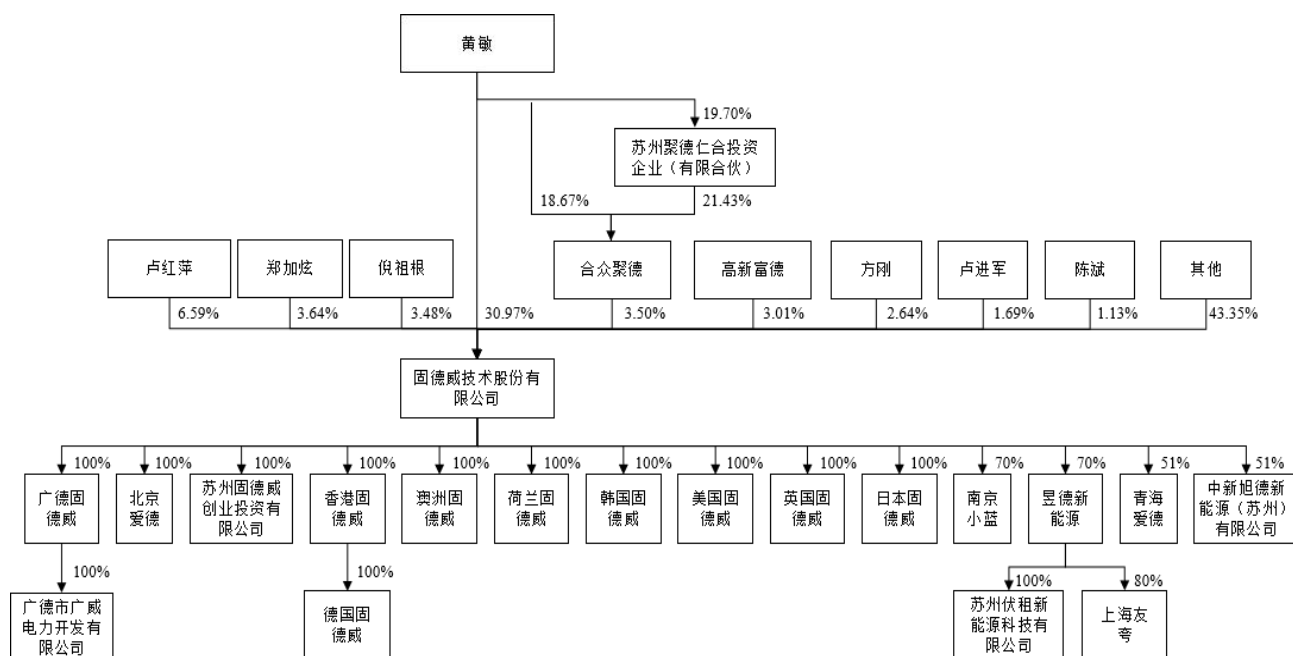 黄敏
19.70%
苏州聚德仁合投资
企业（有限合伙）
18.67%
21.43%
卢红萍
郑加炫
倪祖根
合众聚德
高新富德
方刚
卢进军
陈斌
其他
6.59%
3.64%
3.48%
30.97%
3.50%
3.01%
2.64%
1.69%
1.13%
43.35%
固德威技术股份有
限公司
100%
100%
100%
100%
100%
100%
100%
100%
100%
100%
70%
70%
51%
51%
广德固
德威
北京
爱德
苏州固德威
创业投资有
限公司
香港固
德威
澳洲固
德威
荷兰固
德威
韩国固
德威
美国固
德威
英国固
德威
日本固
德威
南京
小蓝
昱德新
能源
青海
爱德
中新旭德新
能源（苏州）
有限公司
100%
100%
100%
80%
广德市广威
电力开发有
限公司
德国固
德威
苏州伏租新
能源科技有
限公司
上海友
夸